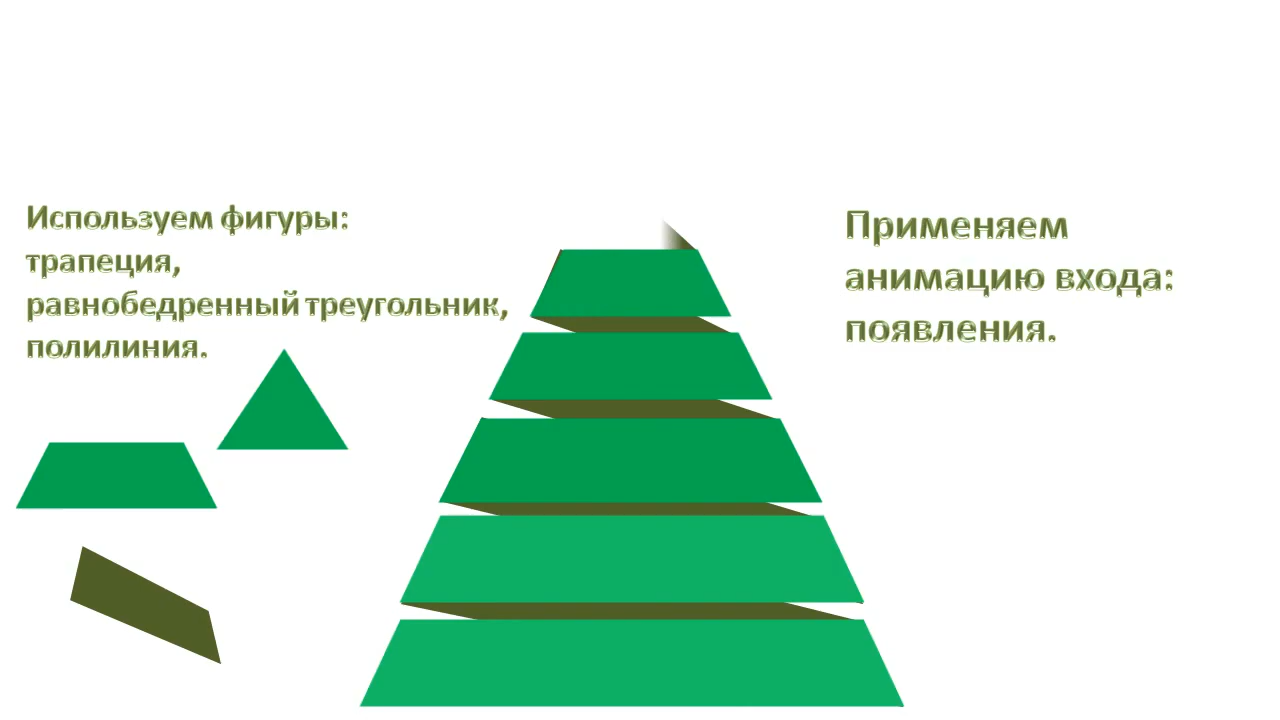 Используем фигуры:
трапеция,
равнобедренный треугольник,
полилиния.
Применяем
анимацию входа:
появления.